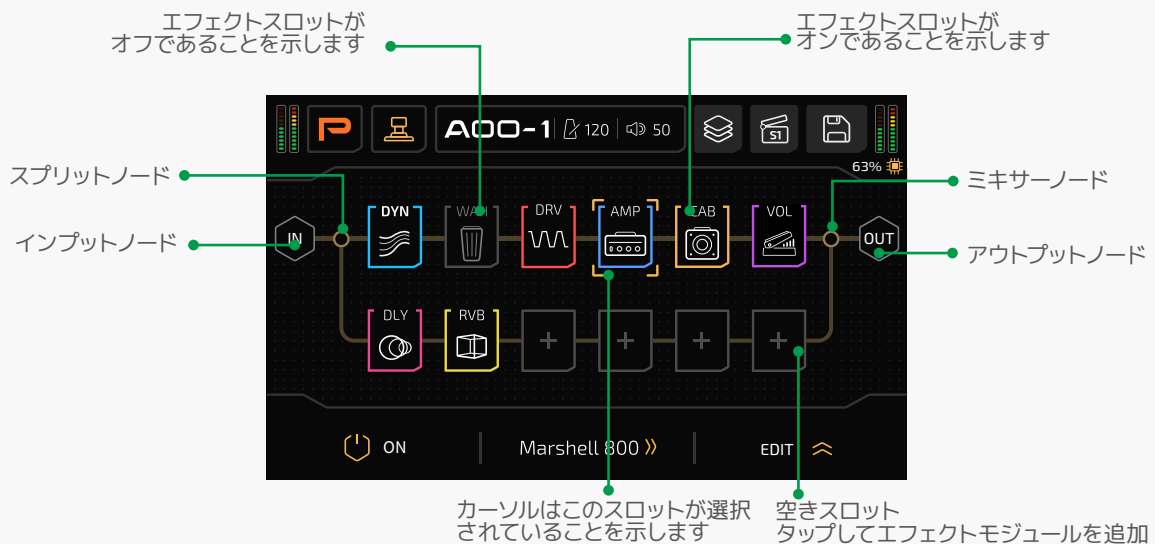 エフェクトスロットが
オフであることを示します
エフェクトスロットが
オンであることを示します
A00-1 120 50
S1
63%
スプリットノード
ミキサーノード
インプットノード
アウトプットノード
IN
DYN
WAH
DRV
AMP
CAB
VOL
OUT
DLY
RVB
ON
Marshell 800
EDIT
カーソルはこのスロットが選択
されていることを示します
空きスロット
タップしてエフェクトモジュールを追加